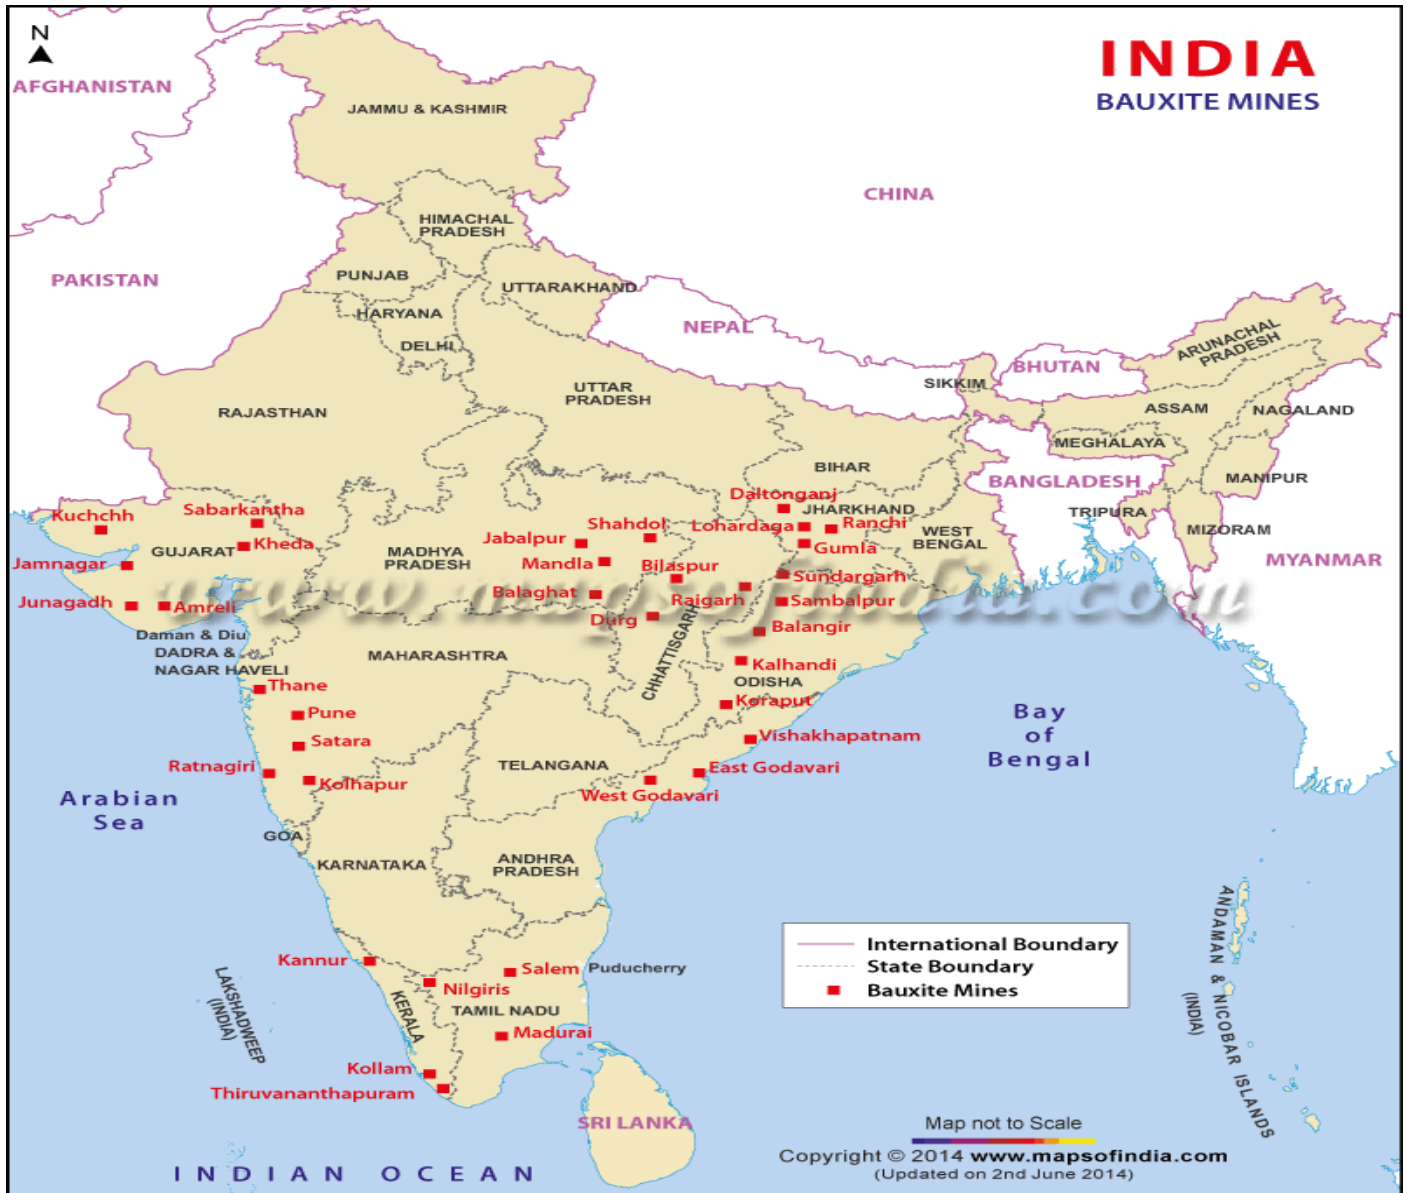 N
INDIA
BAUXITE MINES
AFGHANISTAN
JAMMU & KASHMIR
CHINA
HIMACHAL
PRADESH
PAKISTAN
PUNJAB
UTTARAKHAND
HARYANA
NEPAL
DELHI
ARUNACHAL
PRADESH
BHUTAN
SIKKIM
UTTAR
PRADESH
RAJASTHAN
ASSAM
NAGALAND
MEGHALAYA
BIHAR
BANGLADESH
MANIPUR
Daltonganj
JHARKHAND
TRIPURA
Kuchchh
Sabarkantha
Shahdol
Lohardaga
Ranchi
WEST
BENGAL
MIZORAM
Jabalpur
Kheda
GUJARAT
MADHYA
PRADESH
Gumla
MYANMAR
Jamnagar
Mandla
Bilaspur
Sundargarh
www.mapsofindia.com
Junagadh
Amreli
Balaghat
Raigarh
Sambalpur
Durg
Balangir
Daman & Diu
DADRA &
NAGAR HAVELI
MAHARASHTRA
CHHATTISGARH
Kalhandi
ODISHA
Thane
Koraput
Pune
Bay
of
Bengal
Satara
Vishakhapatnam
Ratnagiri
TELANGANA
East Godavari
Kolhapur
West Godavari
Arabian
Sea
GOA
KARNATAKA
ANDHRA
PRADESH
ANDAMAN & NICOBAR ISLANDS
(INDIA)
International Boundary
State Boundary
Bauxite Mines
Kannur
Salem
Puducherry
Nilgiris
LAKSHADWEEP
(INDIA)
KERALA
TAMIL NADU
Madurai
Kollam
Thiruvananthapuram
SRI LANKA
Map not to Scale
Copyright © 2014 www.mapsofindia.com
(Updated on 2nd June 2014)
INDIAN OCEAN